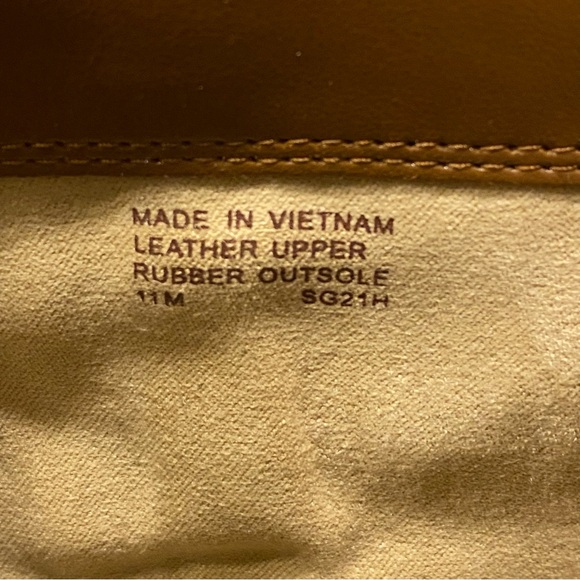 MADE IN VIETNAM
LEATHER UPPER
RUBBER OUTSOLE
11M SG21H